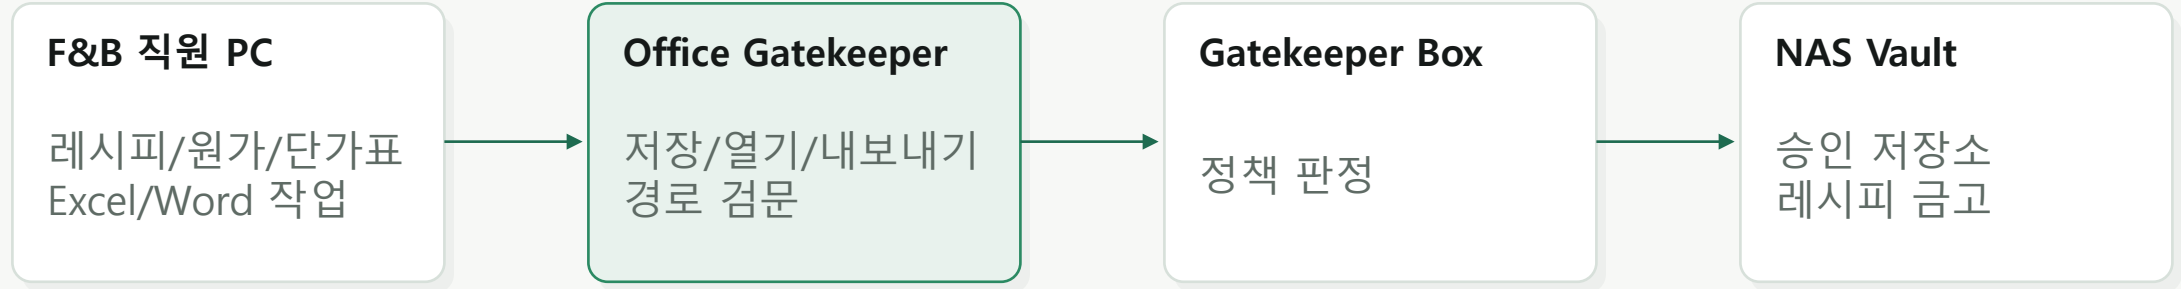 F&B 직원 PC
레시피/원가/단가표
Excel/Word 작업
Office Gatekeeper
저장/열기/내보내기
경로 검문
Gatekeeper Box
정책 판정
NAS Vault
승인 저장소
레시피 금고